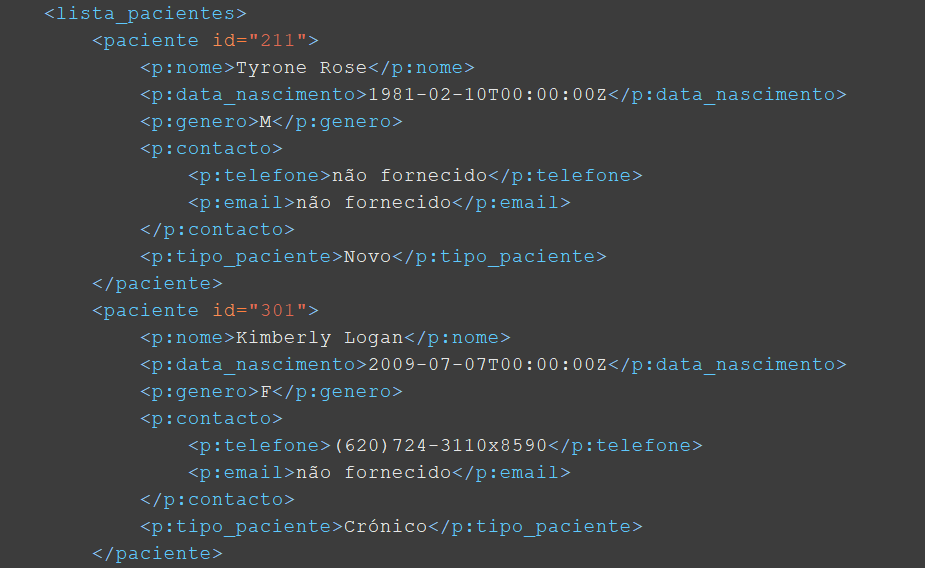 <lista_pacientes>
<paciente id="211">
<p:nome>Tyrone Rose</p:nome>
<p:data_nascimento>1981-02-10T00:00:00Z</p:data_nascimento>
<p:genero>M</p:genero>
<p:contacto>
<p:telefone>não fornecido</p:telefone>
<p:email>não fornecido</p:email>
</p:contacto>
<p:tipo_paciente>Novo</p:tipo_paciente>
</paciente>
<paciente id="301">
<p:nome>Kimberly Logan</p:nome>
<p:data_nascimento>2009-07-07T00:00:00Z</p:data_nascimento>
<p:genero>F</p:genero>
<p:contacto>
<p:telefone>(620)724-3110x8590</p:telefone>
<p:email>não fornecido</p:email>
</p:contacto>
<p:tipo_paciente>Crónico</p:tipo_paciente>
</paciente>